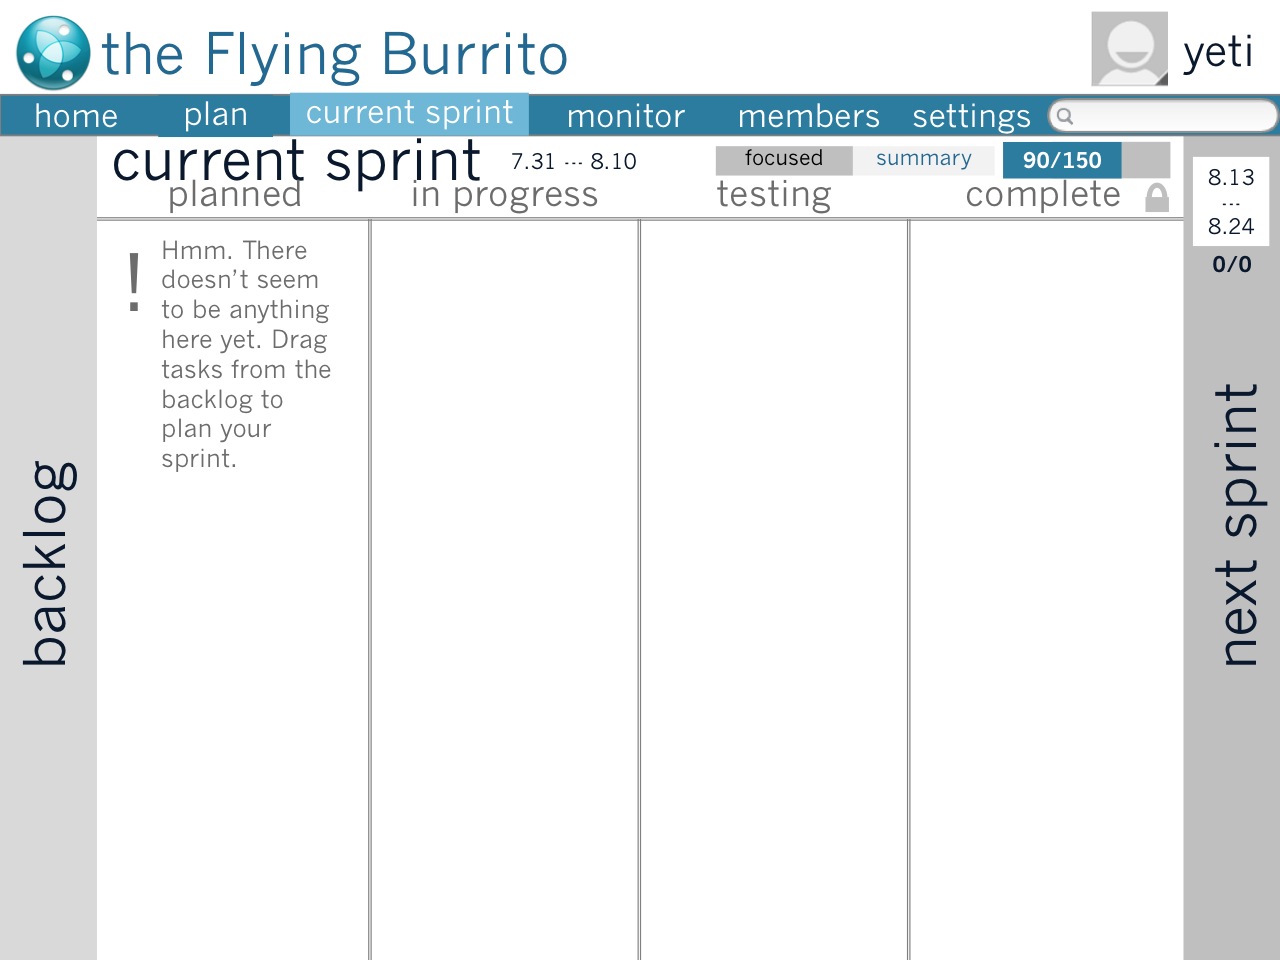 the Flying Burrito
yeti
home plan current sprint monitor members settings
current sprint 7.31 --- 8.10 focused summary 90/150
planned in progress testing complete
8.13
---
8.24
0/0
Hmm. There
doesn't seem
to be anything
here yet. Drag
tasks from the
backlog to
plan your
sprint.
!
backlog
next sprint